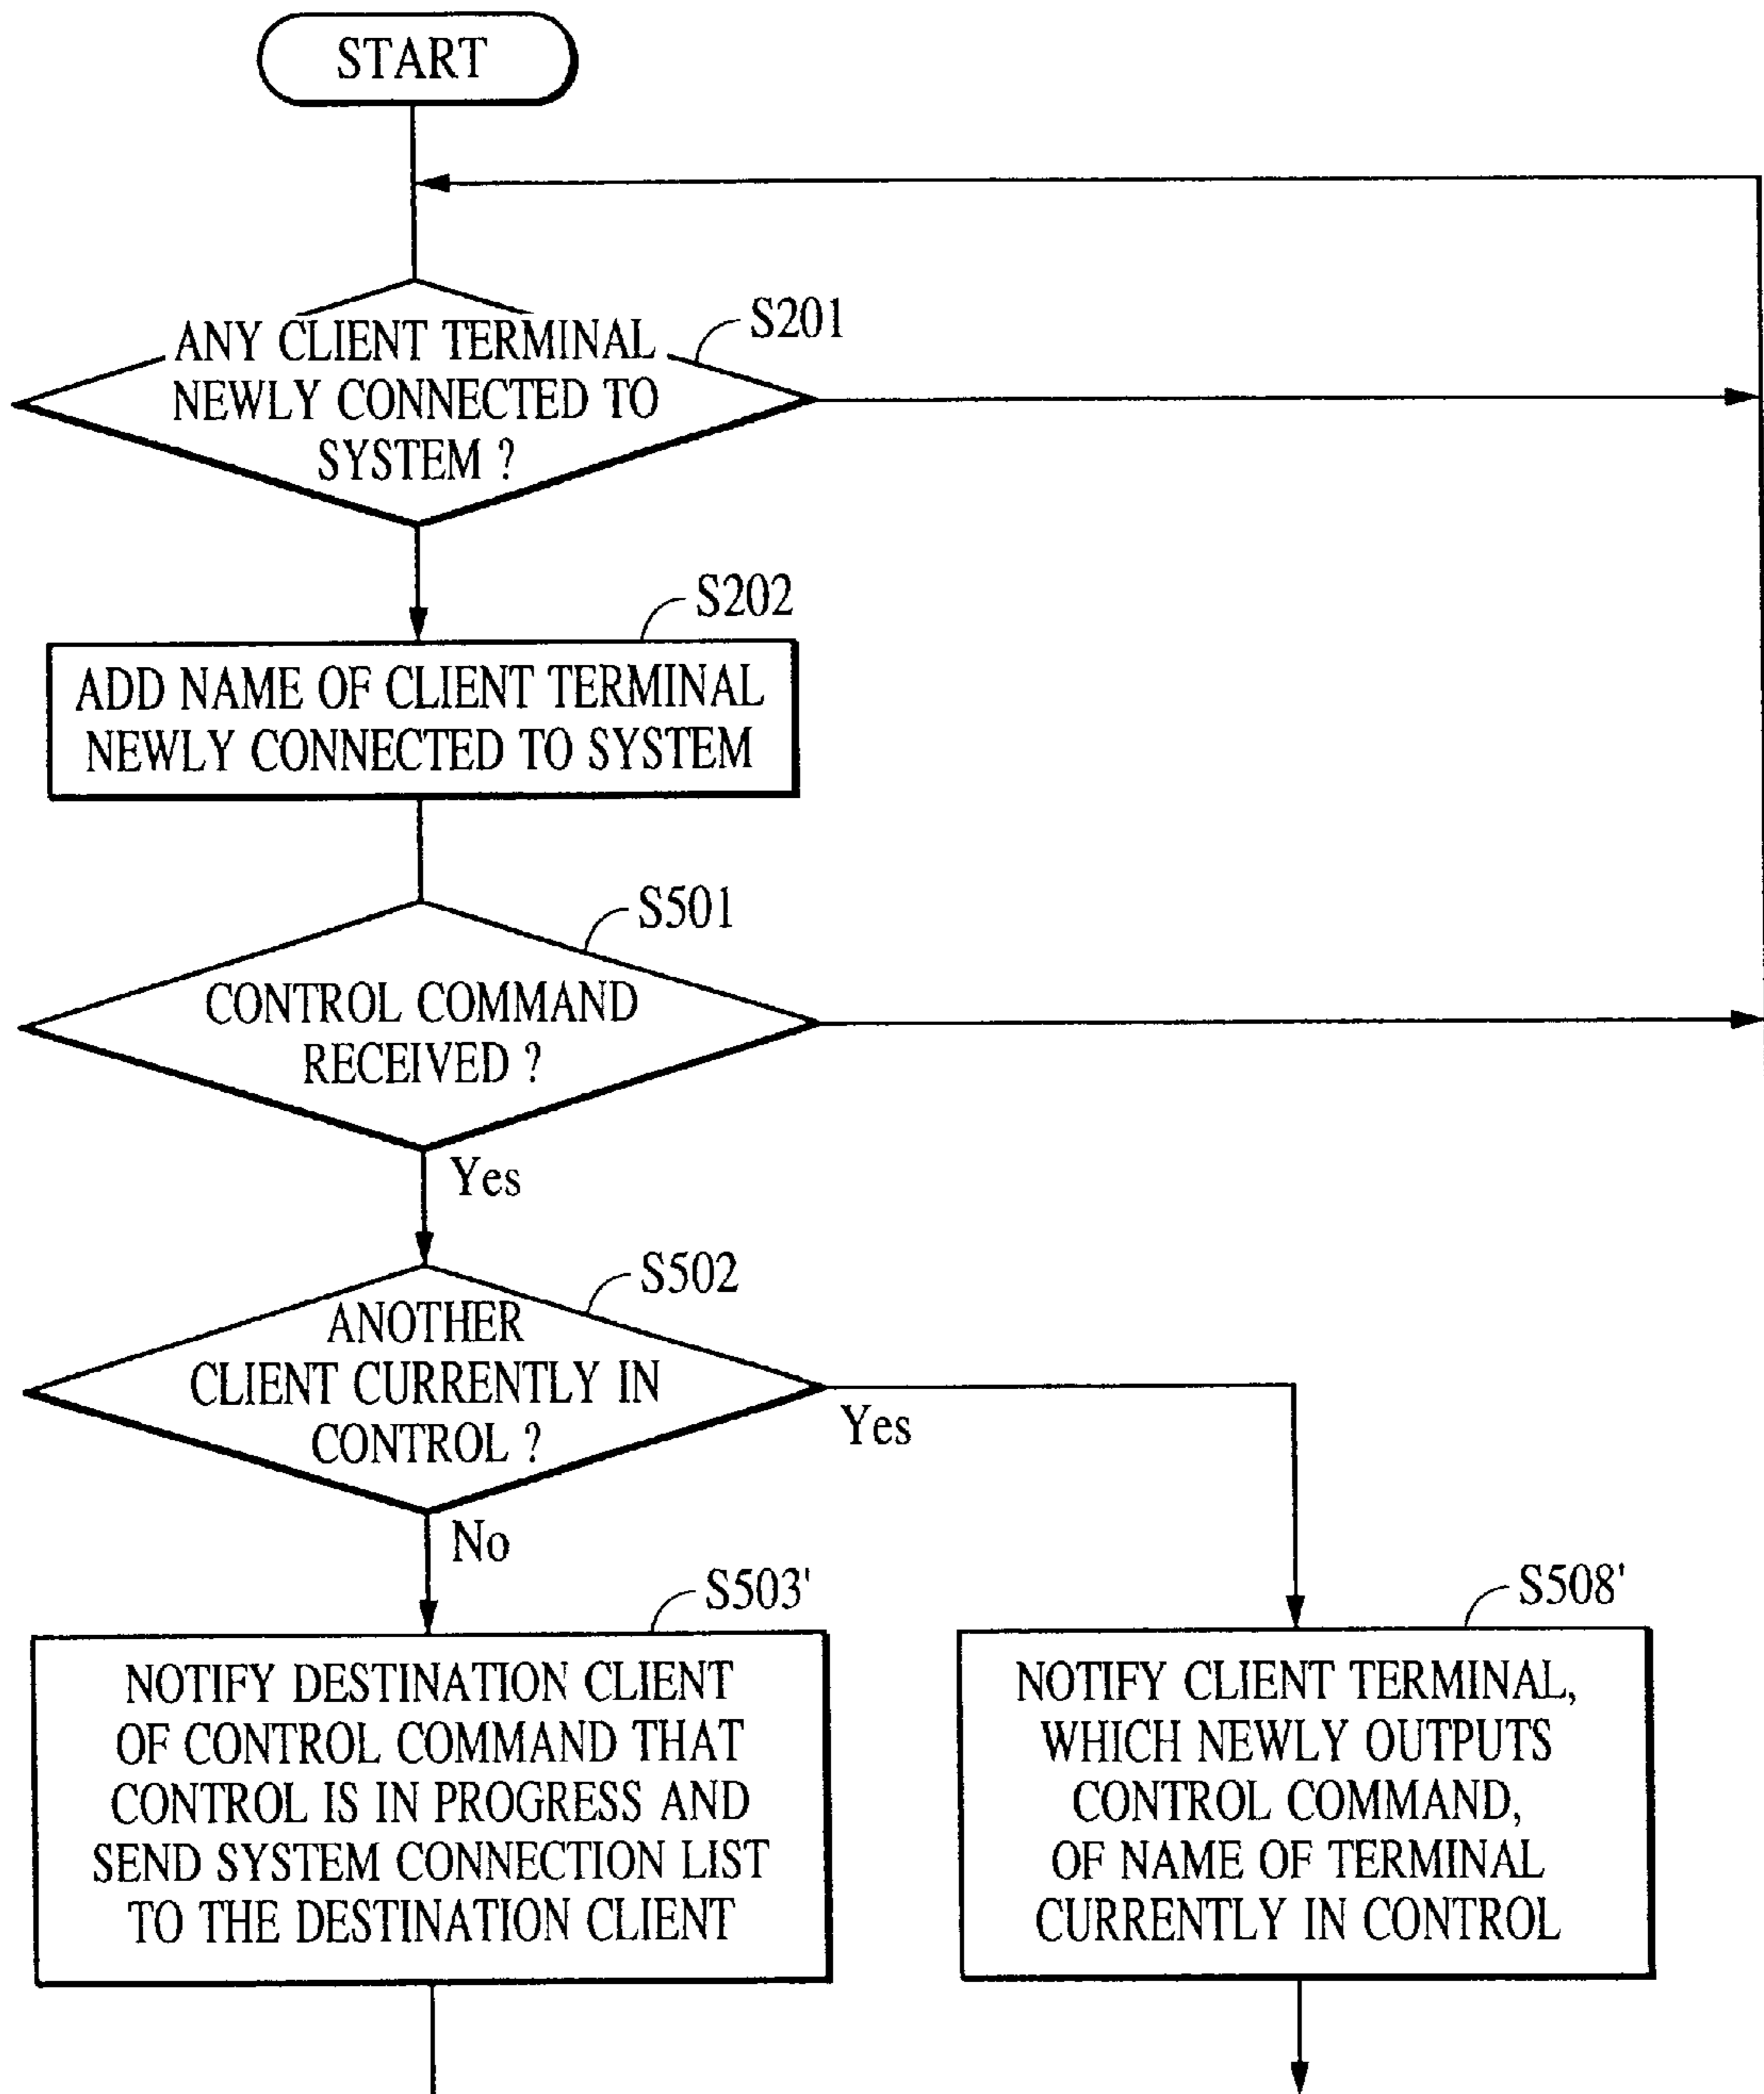 START
S201
ANY CLIENT TERMINAL
NEWLY CONNECTED TO
SYSTEM ?
S202
ADD NAME OF CLIENT TERMINAL
NEWLY CONNECTED TO SYSTEM
S501
CONTROL COMMAND
RECEIVED ?
Yes
S502
ANOTHER
CLIENT CURRENTLY IN
CONTROL ?
Yes
No
S503'
NOTIFY DESTINATION CLIENT
OF CONTROL COMMAND THAT
CONTROL IS IN PROGRESS AND
SEND SYSTEM CONNECTION LIST
TO THE DESTINATION CLIENT
S508'
NOTIFY CLIENT TERMINAL,
WHICH NEWLY OUTPUTS
CONTROL COMMAND,
OF NAME OF TERMINAL
CURRENTLY IN CONTROL